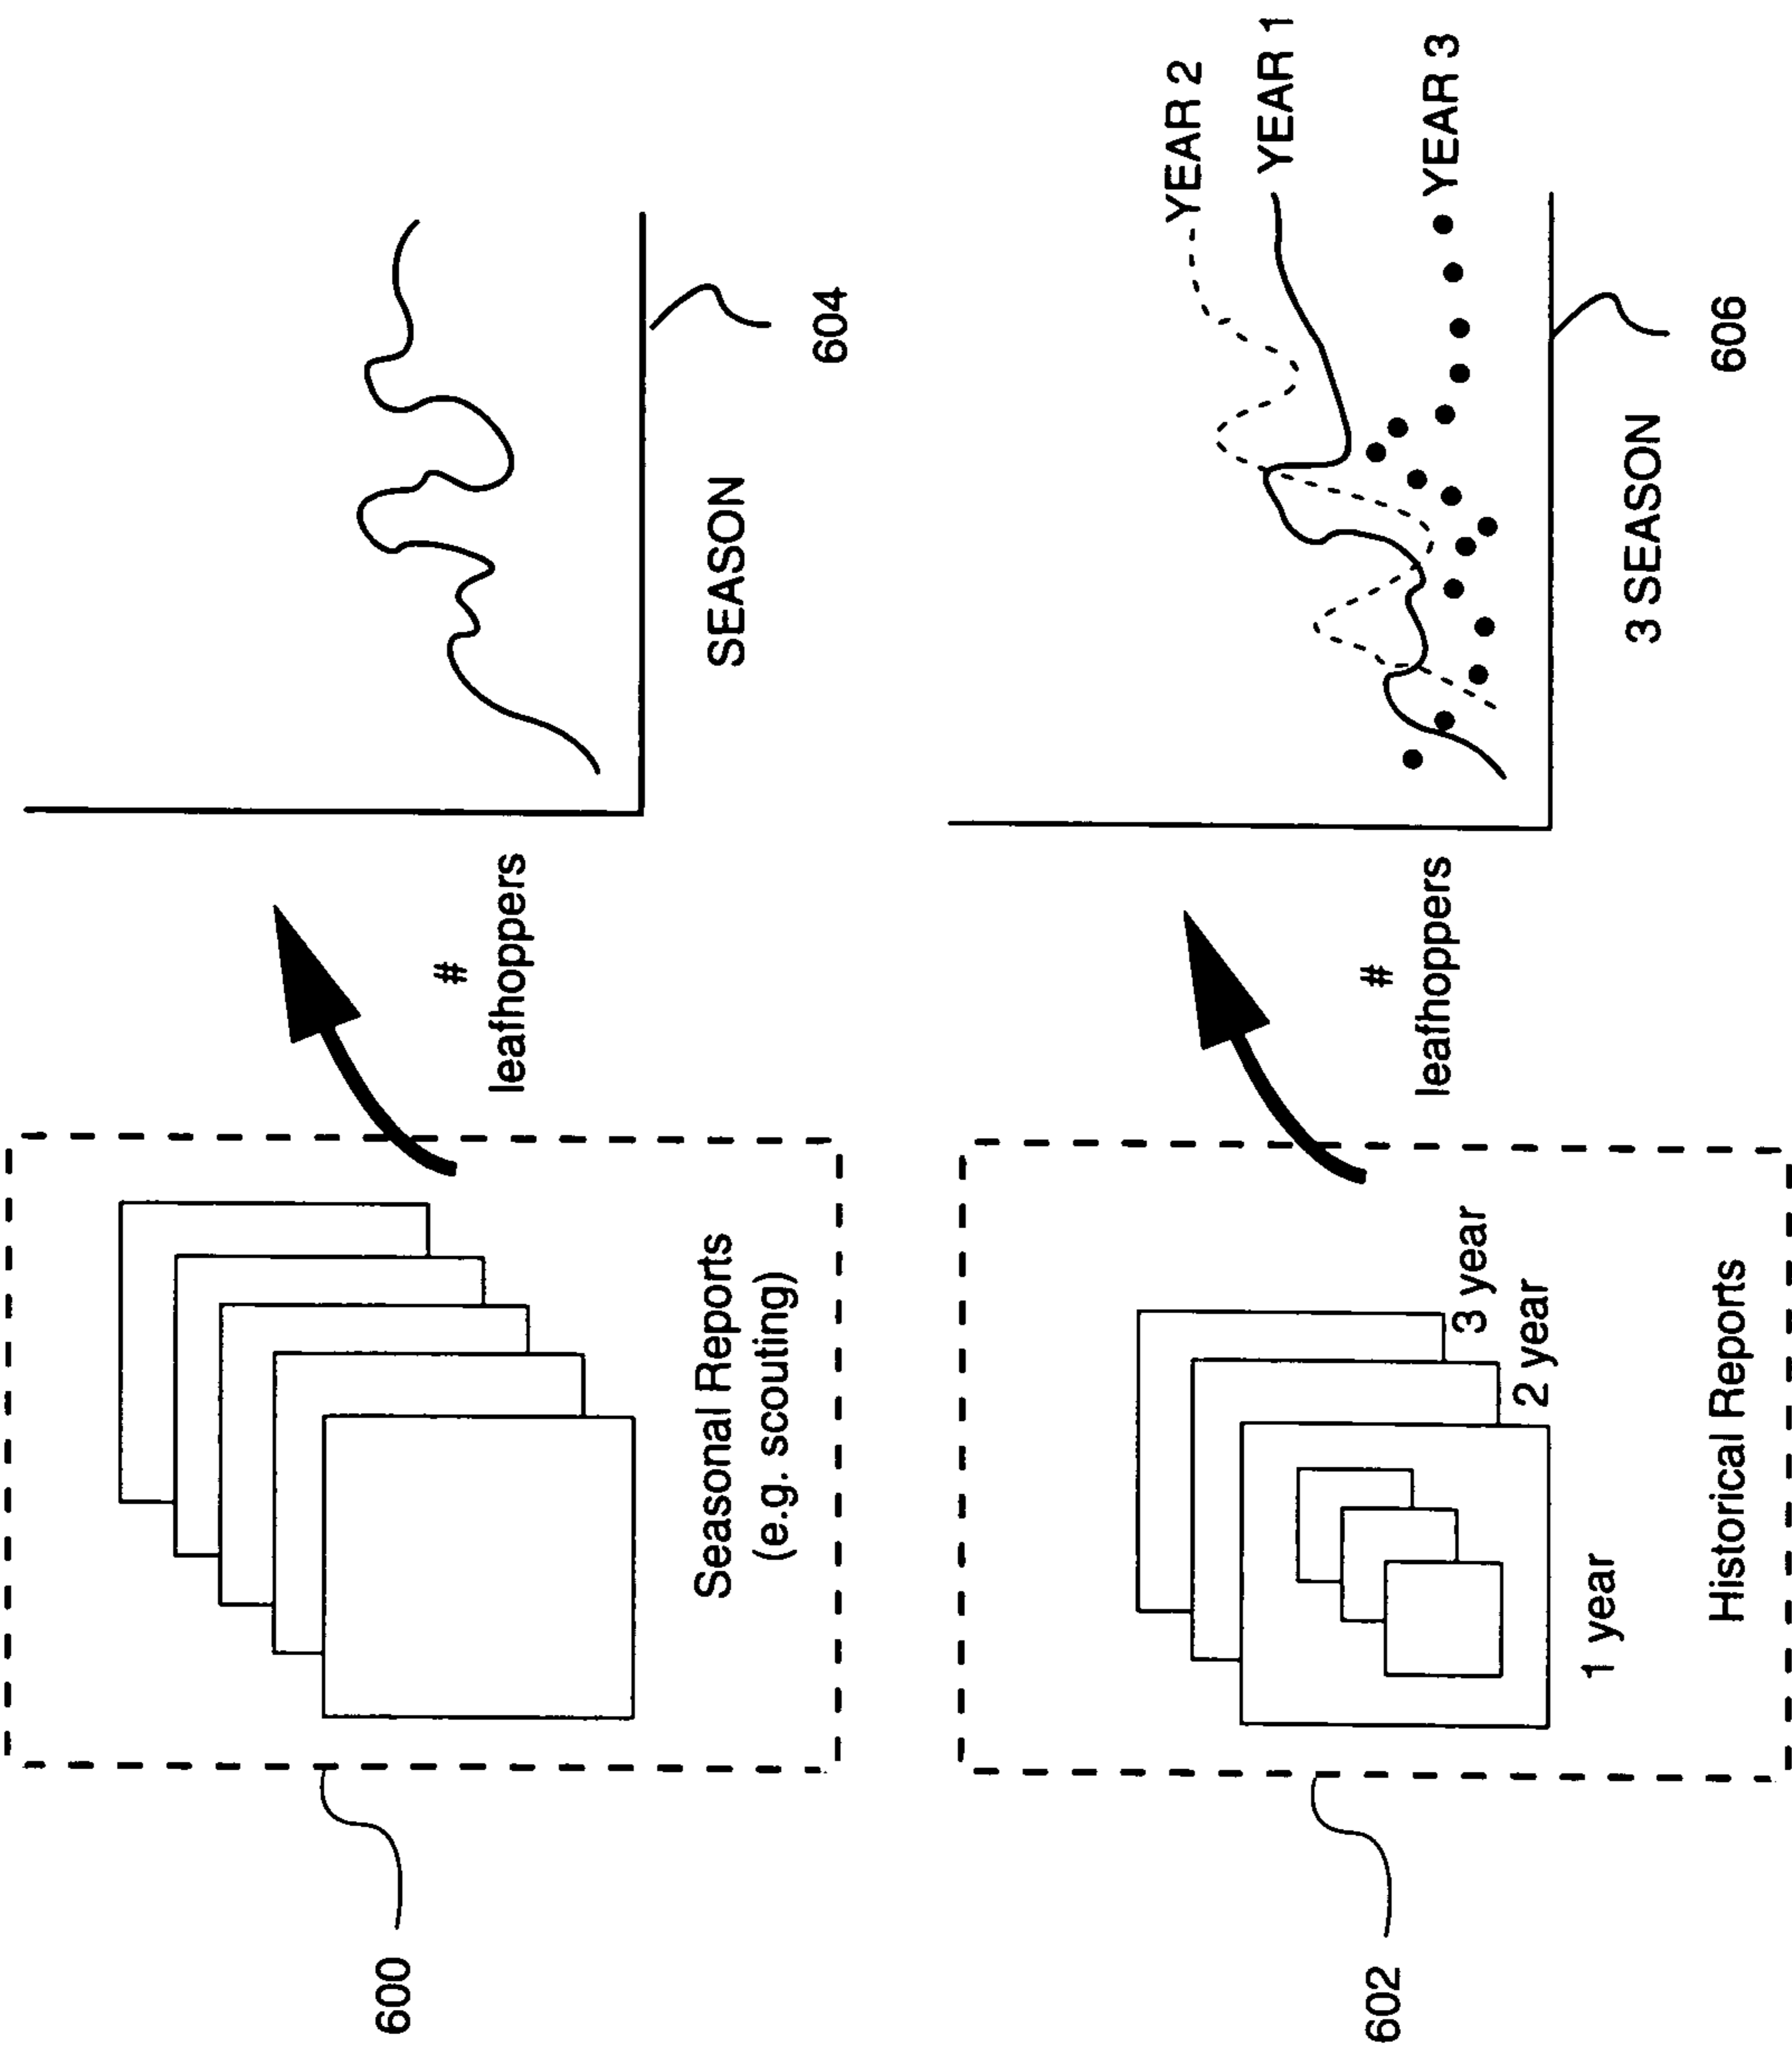 600
Seasonal Reports
(e.g. scouting)
#
leafhoppers
SEASON
604
602
1 year
2 year
3 year
Historical Reports
#
leafhoppers
YEAR 2
YEAR 1
YEAR 3
3 SEASON
606